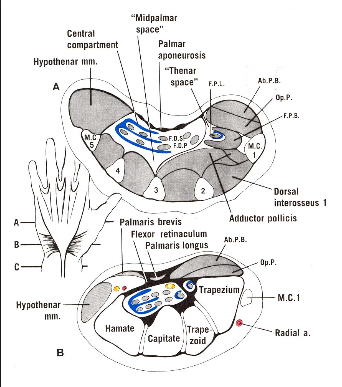 "Midpalmar
space"
Central
compartment
Palmar
aponeurosis
Hypothenar mm.
"Thenar
space"
A
F.P.L.
Ab.P.B.
Op.P.
F.P.B.
F.D.S.
F.D.P.
M.C.
5
M.C.
1
4
3
2
Dorsal
interosseus 1
Adductor pollicis
A
B
C
Palmaris brevis
Flexor retinaculum
Palmaris longus
Ab.P.B.
Op.P.
Trapezium
M.C.1
Hypothenar
mm.
Hamate
Capitate
Trape
zoid
Radial a.
B